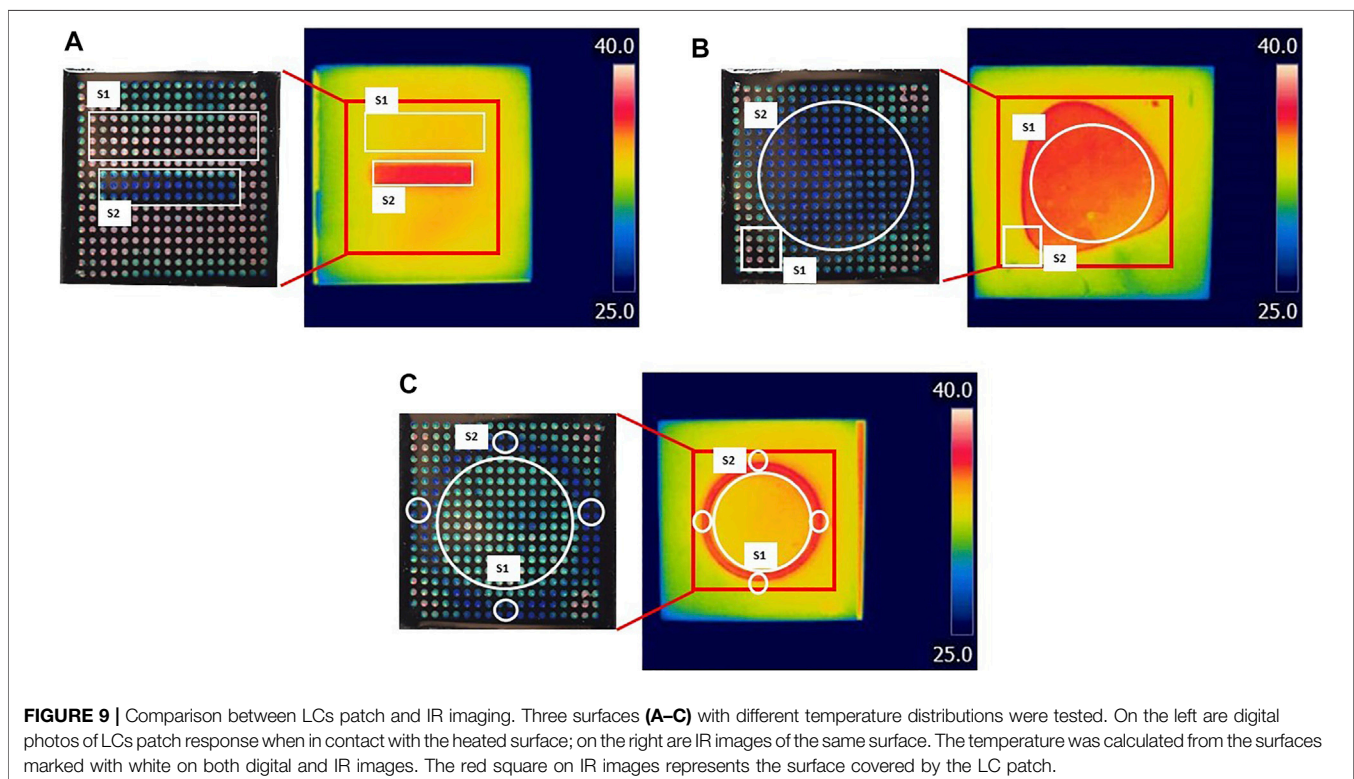 A
S1
S2
S1
S2
40.0
25.0
B
S2
S1
S1
S2
40.0
25.0
C
S2
S1
S2
S1
40.0
25.0
FIGURE 9 | Comparison between LCs patch and IR imaging. Three surfaces (A–C) with different temperature distributions were tested. On the left are digital
photos of LCs patch response when in contact with the heated surface; on the right are IR images of the same surface. The temperature was calculated from the surfaces
marked with white on both digital and IR images. The red square on IR images represents the surface covered by the LC patch.